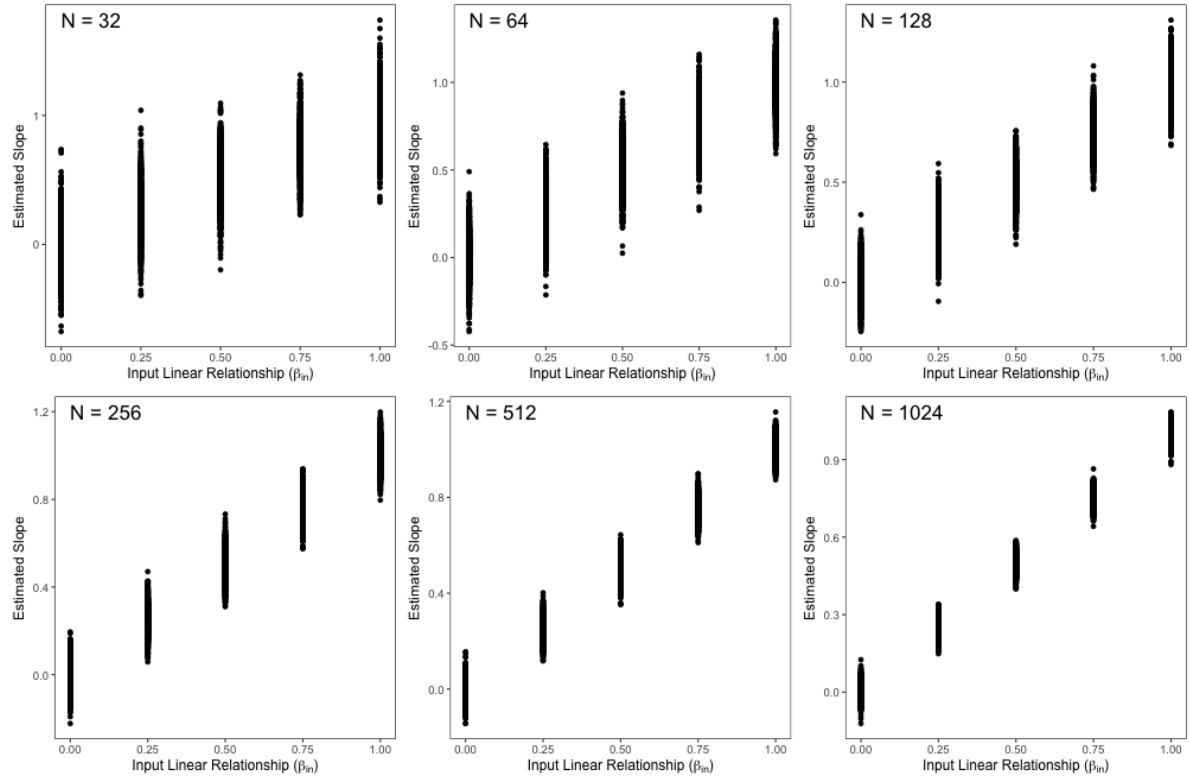 N = 32
Estimated Slope
1
0
0.00 0.25 0.50 0.75 1.00
Input Linear Relationship (βin)
N = 64
Estimated Slope
1.0
0.5
0.0
-0.5
0.00 0.25 0.50 0.75 1.00
Input Linear Relationship (βin)
N = 128
Estimated Slope
1.0
0.5
0.0
0.00 0.25 0.50 0.75 1.00
Input Linear Relationship (βin)
N = 256
Estimated Slope
1.2
0.8
0.4
0.0
0.00 0.25 0.50 0.75 1.00
Input Linear Relationship (βin)
N = 512
Estimated Slope
1.2
0.8
0.4
0.0
0.00 0.25 0.50 0.75 1.00
Input Linear Relationship (βin)
N = 1024
Estimated Slope
0.9
0.6
0.3
0.0
0.00 0.25 0.50 0.75 1.00
Input Linear Relationship (βin)